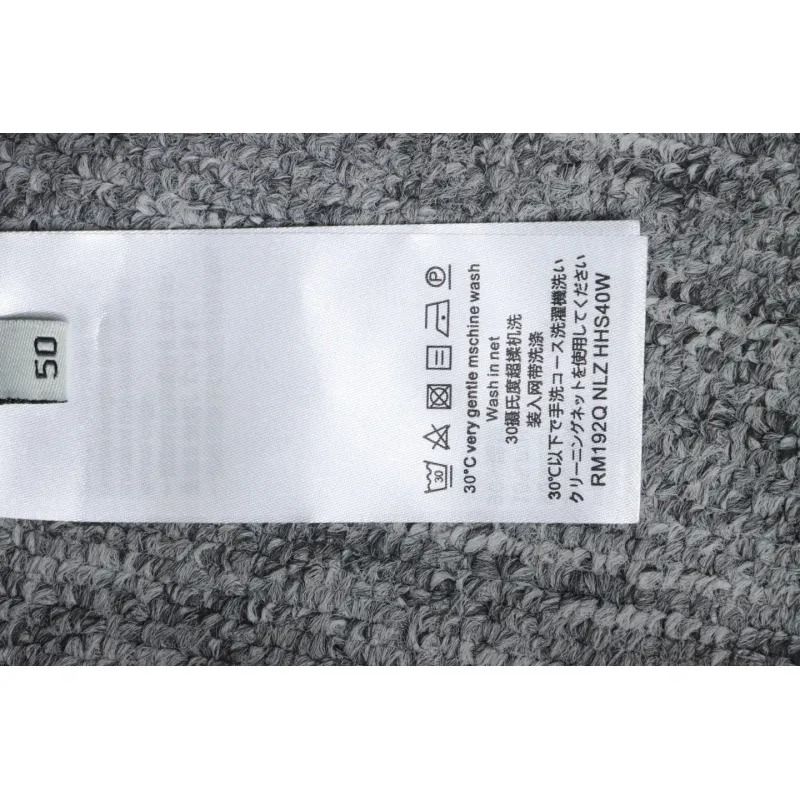 50
30
P
30°C very gentle mschine wash
Wash in net
30摄氏度超揉机洗
装入网带洗涤
30℃以下で手洗コース洗濯機洗い
クリーニングネットを使用してください
RM192Q NLZ HHS40W